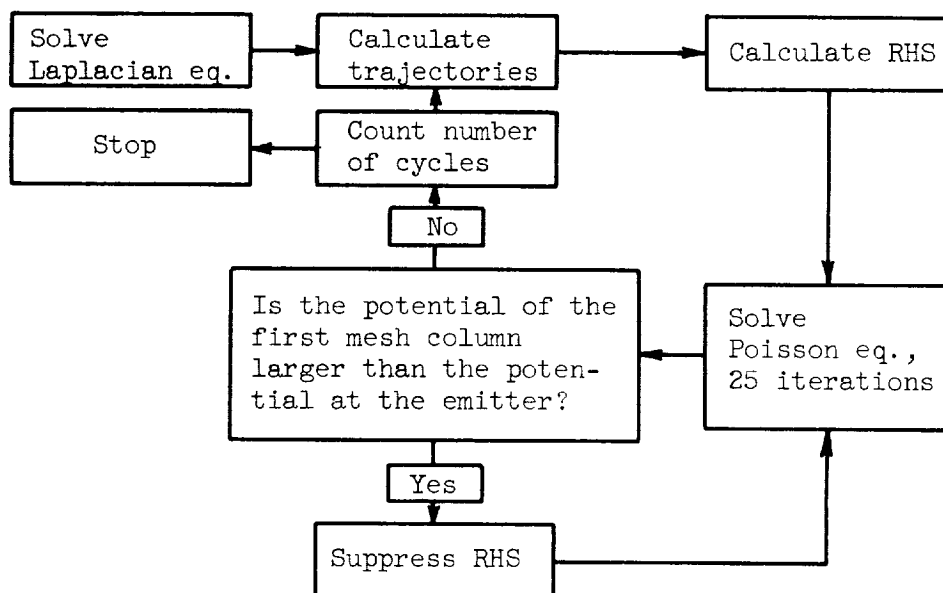 Solve
Laplacian eq.
Calculate
trajectories
Calculate RHS
Stop
Count number
of cycles
No
Is the potential of the
first mesh column
larger than the poten-
tial at the emitter?
Solve
Poisson eq.,
25 iterations
Yes
Suppress RHS